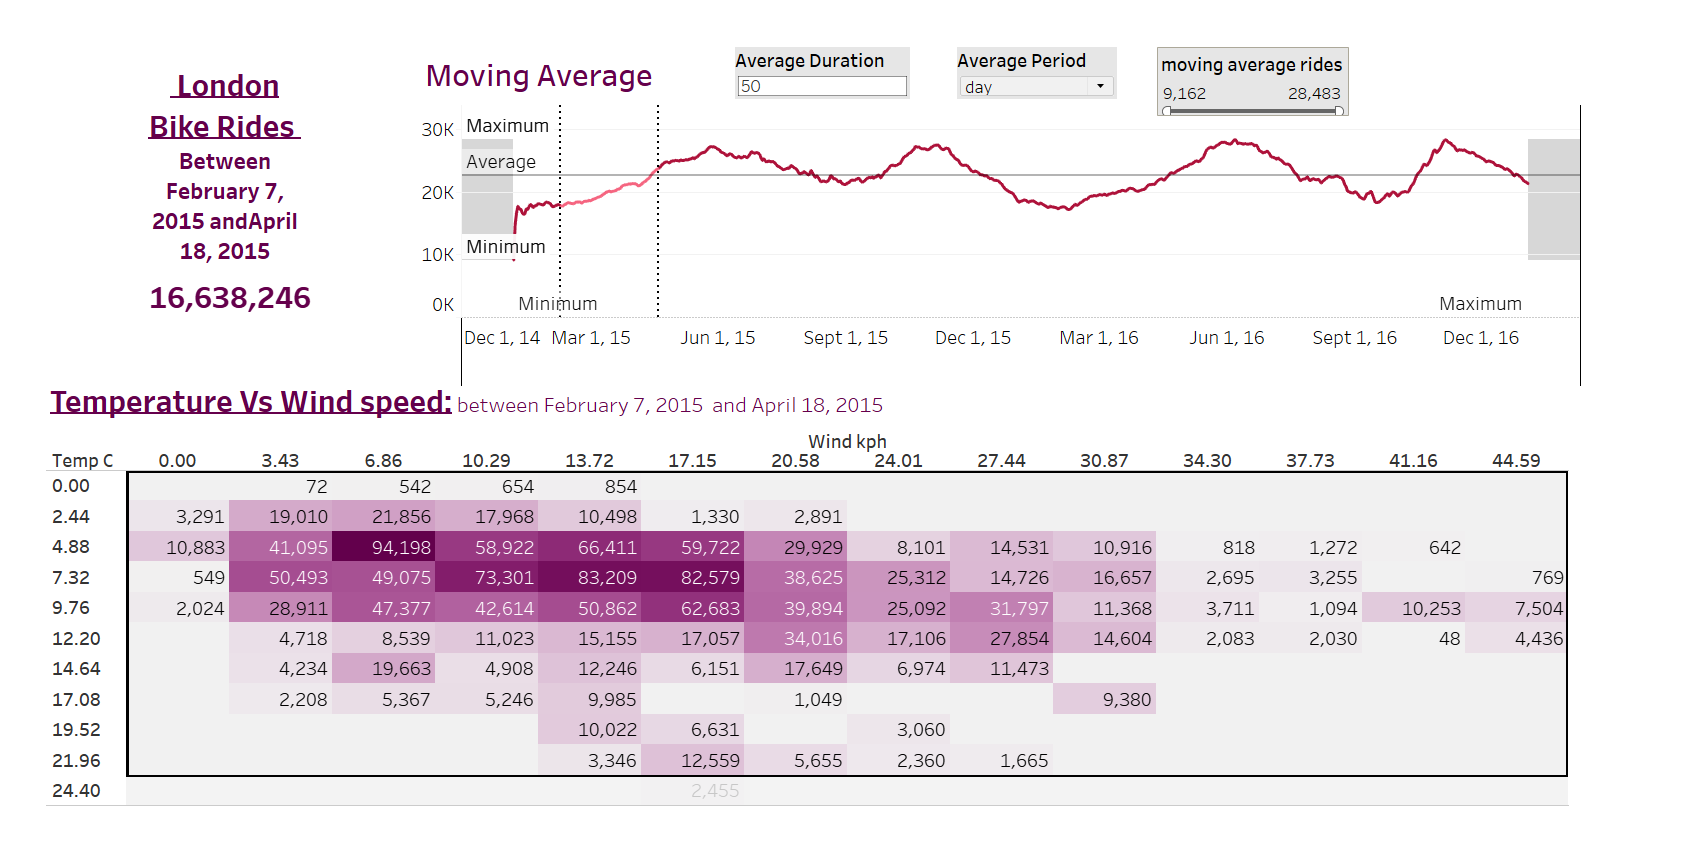 London
Bike Rides
Between
February 7,
2015 andApril
18, 2015
16,638,246
Moving Average
Average Duration
50
Average Period
day
moving average rides
9,162 28,483
30K
20K
10K
0K
Maximum
Average
Minimum
Minimum
Maximum
Dec 1, 14 Mar 1, 15 Jun 1, 15 Sept 1, 15 Dec 1, 15 Mar 1, 16 Jun 1, 16 Sept 1, 16 Dec 1, 16
Temperature Vs Wind speed: between February 7, 2015 and April 18, 2015
Wind kph
Temp C 0.00 3.43 6.86 10.29 13.72 17.15 20.58 24.01 27.44 30.87 34.30 37.73 41.16 44.59
0.00 72 542 654 854
2.44 3,291 19,010 21,856 17,968 10,498 1,330 2,891
4.88 10,883 41,095 94,198 58,922 66,411 59,722 29,929 8,101 14,531 10,916 818 1,272 642
7.32 549 50,493 49,075 73,301 83,209 82,579 38,625 25,312 14,726 16,657 2,695 3,255 769
9.76 2,024 28,911 47,377 42,614 50,862 62,683 39,894 25,092 31,797 11,368 3,711 1,094 10,253 7,504
12.20 4,718 8,539 11,023 15,155 17,057 34,016 17,106 27,854 14,604 2,083 2,030 48 4,436
14.64 4,234 19,663 4,908 12,246 6,151 17,649 6,974 11,473
17.08 2,208 5,367 5,246 9,985 1,049 9,380
19.52 10,022 6,631 3,060
21.96 3,346 12,559 5,655 2,360 1,665
24.40 2,455